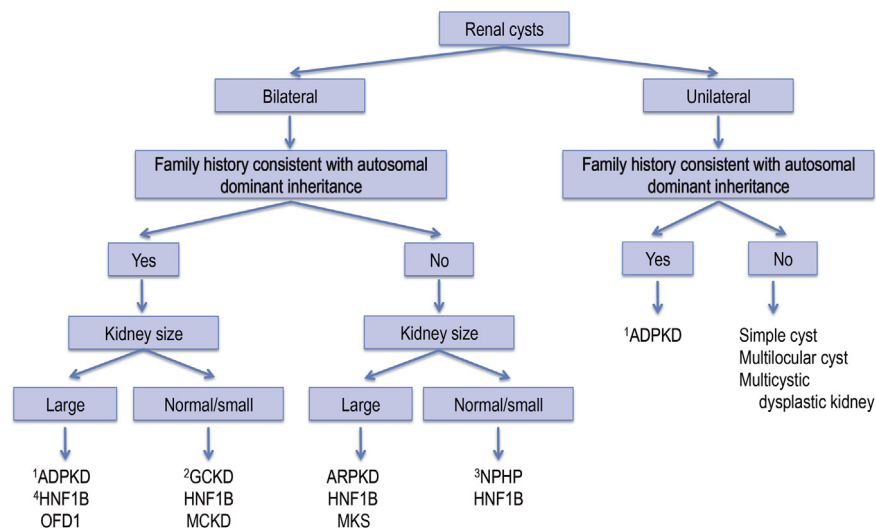 Renal cysts
Bilateral
Unilateral
Family history consistent with autosomal
dominant inheritance
Family history consistent with autosomal
dominant inheritance
Yes
No
Yes
No
Kidney size
Kidney size
¹ADPKD
Simple cyst
Multilocular cyst
Multicystic
dysplastic kidney
Large
Normal/small
Large
Normal/small
¹ADPKD
⁴HNF1B
OFD1
²GCKD
HNF1B
MCKD
ARPKD
HNF1B
MKS
³NPHP
HNF1B